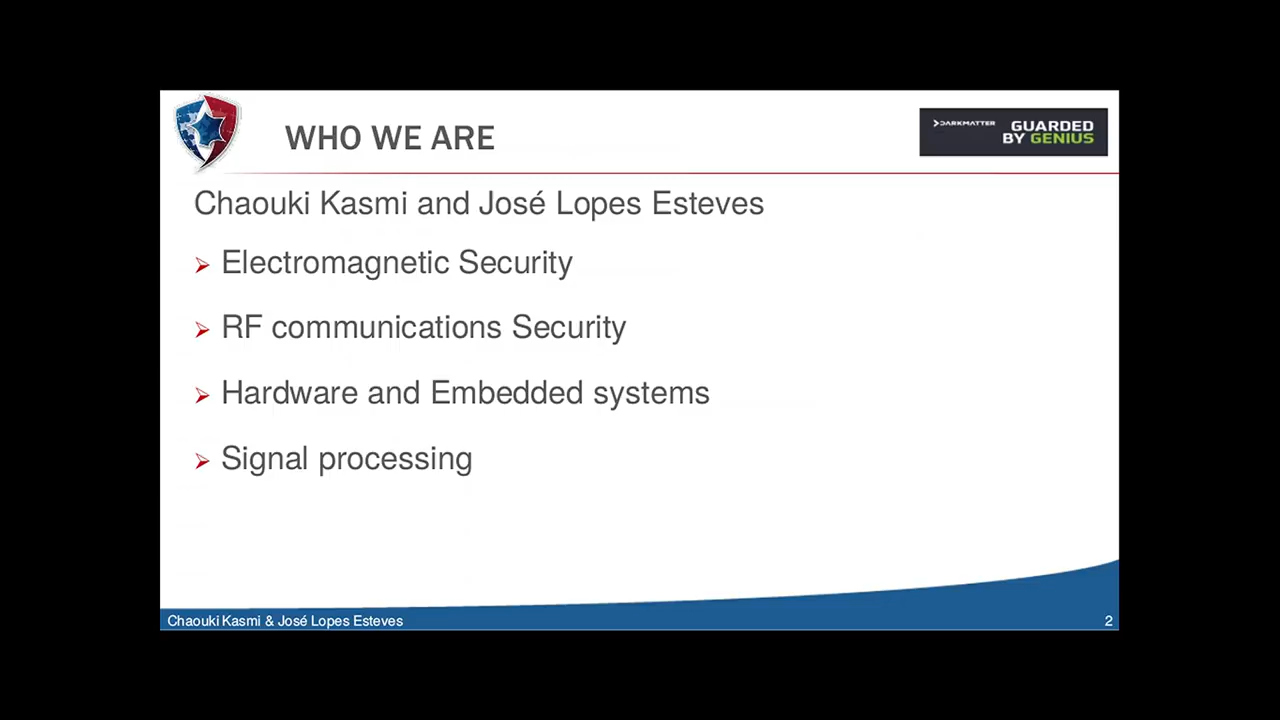 WHO WE ARE
DARKMATTER
GUARDED
BY GENIUS
Chaouki Kasmi and José Lopes Esteves
Electromagnetic Security
RF communications Security
Hardware and Embedded systems
Signal processing
Chaouki Kasmi & José Lopes Esteves
2